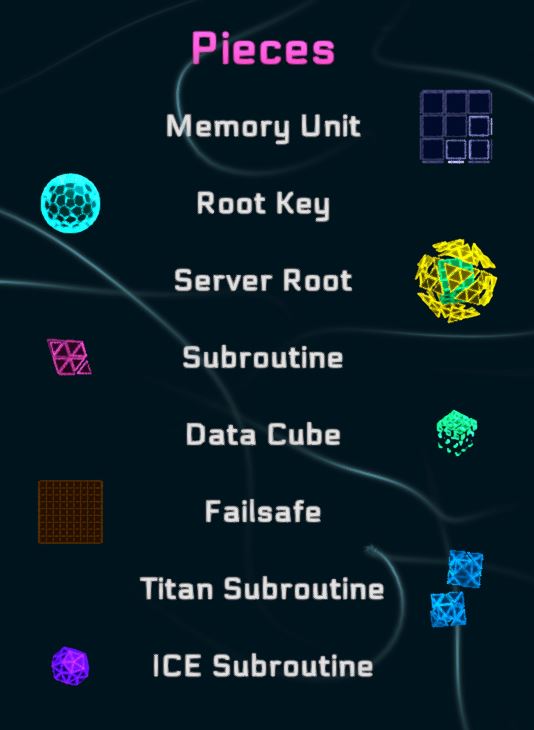 Pieces
Memory Unit
Root Key
Server Root
Subroutine
Data Cube
Failsafe
Titan Subroutine
ICE Subroutine